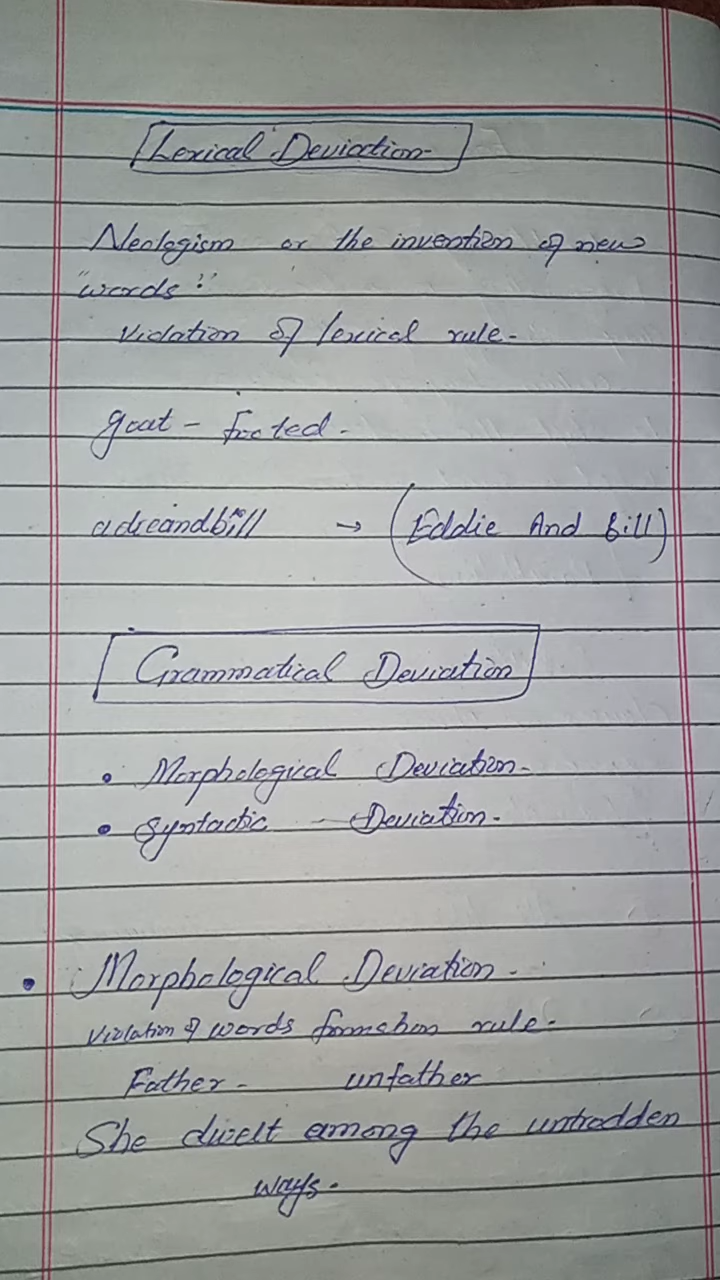 Lexical Deviation-
Neologism or the invention of new
"words"
Violation of lexical rule-
goat - footed.
adieandbill → (Eddie And Bill)
Grammatical Deviation
• Morphological Deviation-
• Syntactic - Deviation-
• Morphological Deviation-
Violation of words formation rule-
Father- unfather
She dwelt among the untrodden
ways-